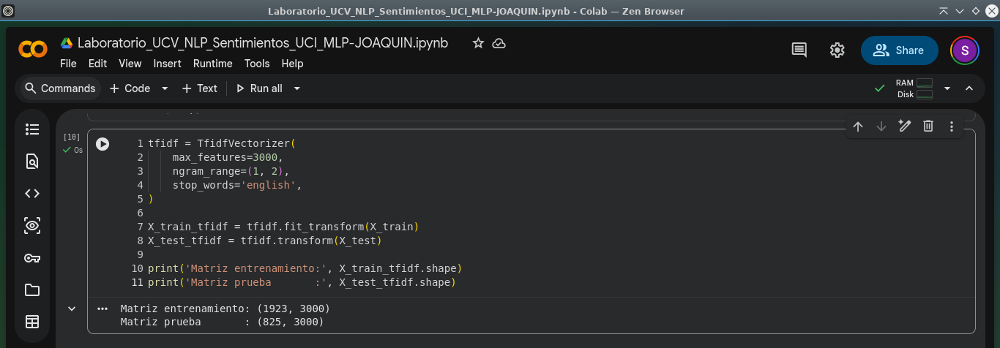 Laboratorio_UCV_NLP_Sentimientos_UCI_MLP-JOAQUIN.ipynb - Colab — Zen Browser
Laboratorio_UCV_NLP_Sentimientos_UCI_MLP-JOAQUIN.ipynb
Share
S
File Edit View Insert Runtime Tools Help
Commands + Code + Text Run all
RAM
Disk
[10]
0s
1 tfidf = TfidfVectorizer(
2     max_features=3000,
3     ngram_range=(1, 2),
4     stop_words='english',
5 )
6
7 X_train_tfidf = tfidf.fit_transform(X_train)
8 X_test_tfidf = tfidf.transform(X_test)
9
10 print('Matriz entrenamiento:', X_train_tfidf.shape)
11 print('Matriz prueba       :', X_test_tfidf.shape)
Matriz entrenamiento: (1923, 3000)
Matriz prueba       : (825, 3000)